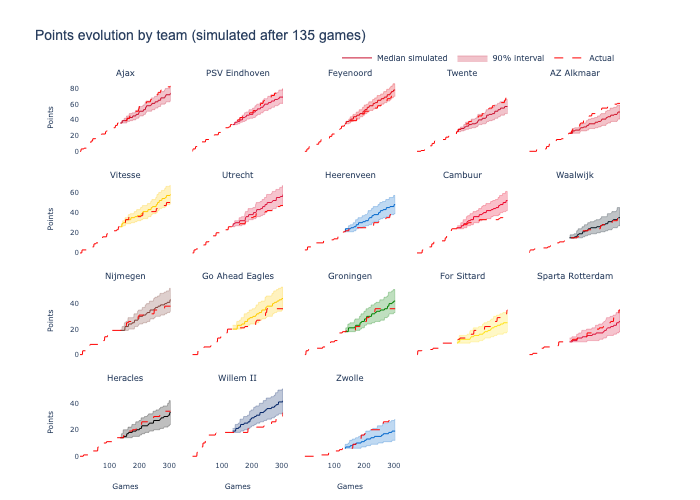 Points evolution by team (simulated after 135 games)
Median simulated 90% interval Actual
Ajax PSV Eindhoven Feyenoord Twente AZ Alkmaar
80
60
40
20
0
Points
Vitesse Utrecht Heerenveen Cambuur Waalwijk
60
40
20
0
Points
Nijmegen Go Ahead Eagles Groningen For Sittard Sparta Rotterdam
40
20
0
Points
Heracles Willem II Zwolle
40
20
0
Points
100 200 300 100 200 300 100 200 300
Games Games Games